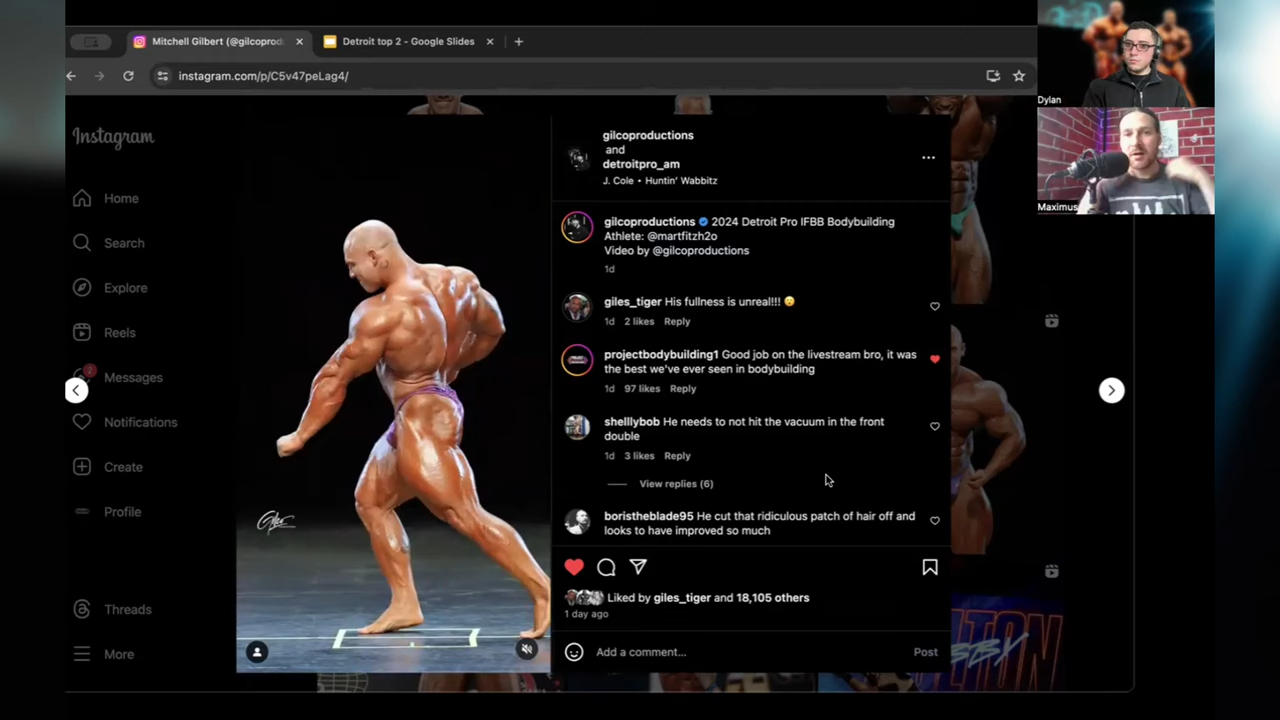 Mitchell Gilbert (@gilcoprod
Detroit top 2 - Google Slides
instagram.com/p/C5v47peLag4/
Dylan
Maximus
Instagram
Home
Search
Explore
Reels
2
Messages
Notifications
Create
Profile
Threads
More
gilcoproductions
and
detroitpro_am
J. Cole • Huntin' Wabbitz
gilcoproductions 2024 Detroit Pro IFBB Bodybuilding
Athlete: @martfitzh2o
Video by @gilcoproductions
1d
giles_tiger His fullness is unreal!!! 😮
1d 2 likes Reply
projectbodybuilding1 Good job on the livestream bro, it was
the best we've ever seen in bodybuilding
1d 97 likes Reply
shelllybob He needs to not hit the vacuum in the front
double
1d 3 likes Reply
View replies (6)
boristheblade95 He cut that ridiculous patch of hair off and
looks to have improved so much
Liked by giles_tiger and 18,105 others
1 day ago
Add a comment...
Post